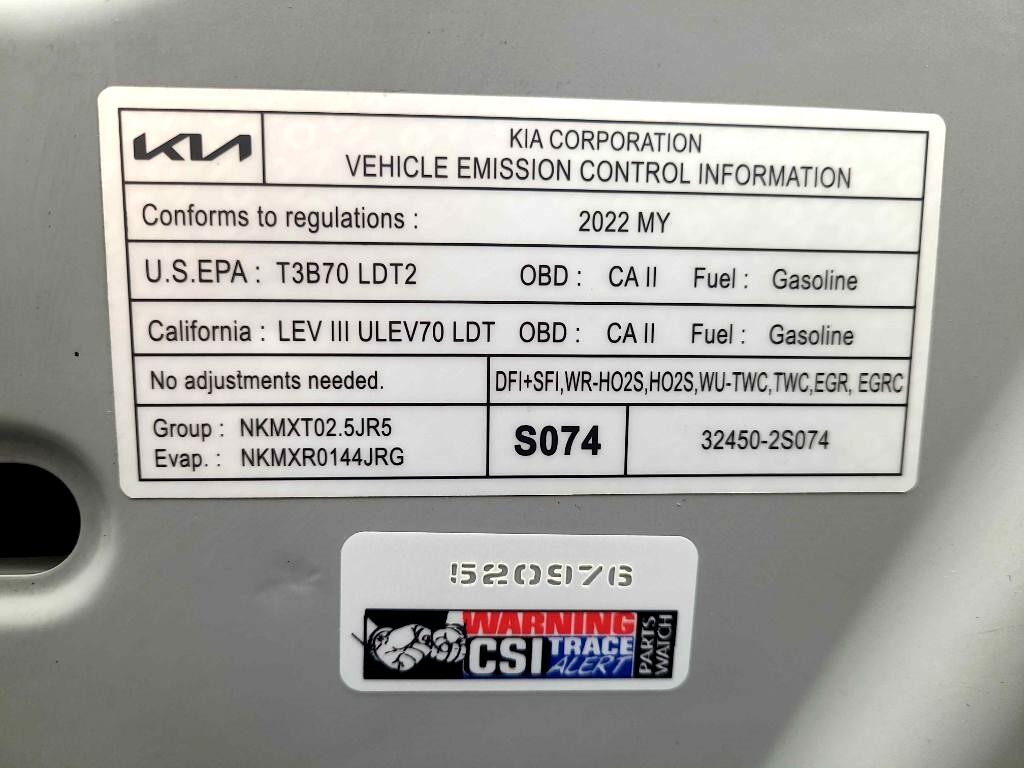 KIA
KIA CORPORATION
VEHICLE EMISSION CONTROL INFORMATION
Conforms to regulations : 2022 MY
U.S.EPA : T3B70 LDT2 OBD : CA II Fuel : Gasoline
California : LEV III ULEV70 LDT OBD : CA II Fuel : Gasoline
No adjustments needed. DFI+SFI,WR-HO2S,HO2S,WU-TWC,TWC,EGR, EGRC
Group : NKMXT02.5JR5
Evap. : NKMXR0144JRG
S074
32450-2S074
520976
WARNING
CSI
TRACE
ALERT
PARTS
WATCH